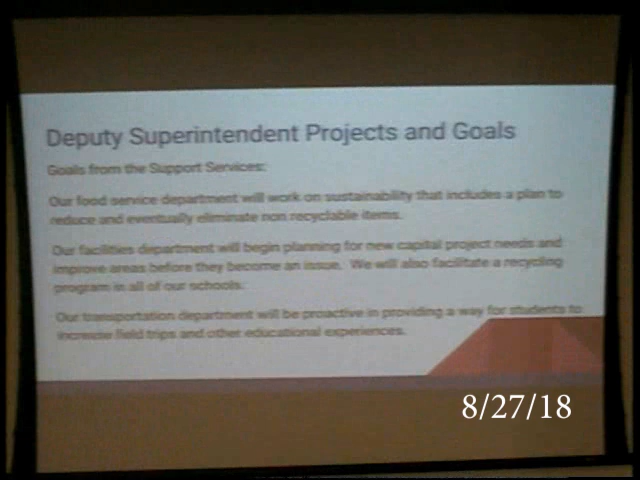 Deputy Superintendent Projects and Goals
Goals from the Support Services:
Our food service department will work on sustainability that includes a plan to
reduce and eventually eliminate non recyclable items.
Our facilities department will begin planning for new capital project needs and
improve areas before they become an issue. We will also facilitate a recycling
program in all of our schools.
Our transportation department will be proactive in providing a way for students to
increase field trips and other educational experiences.
8/27/18